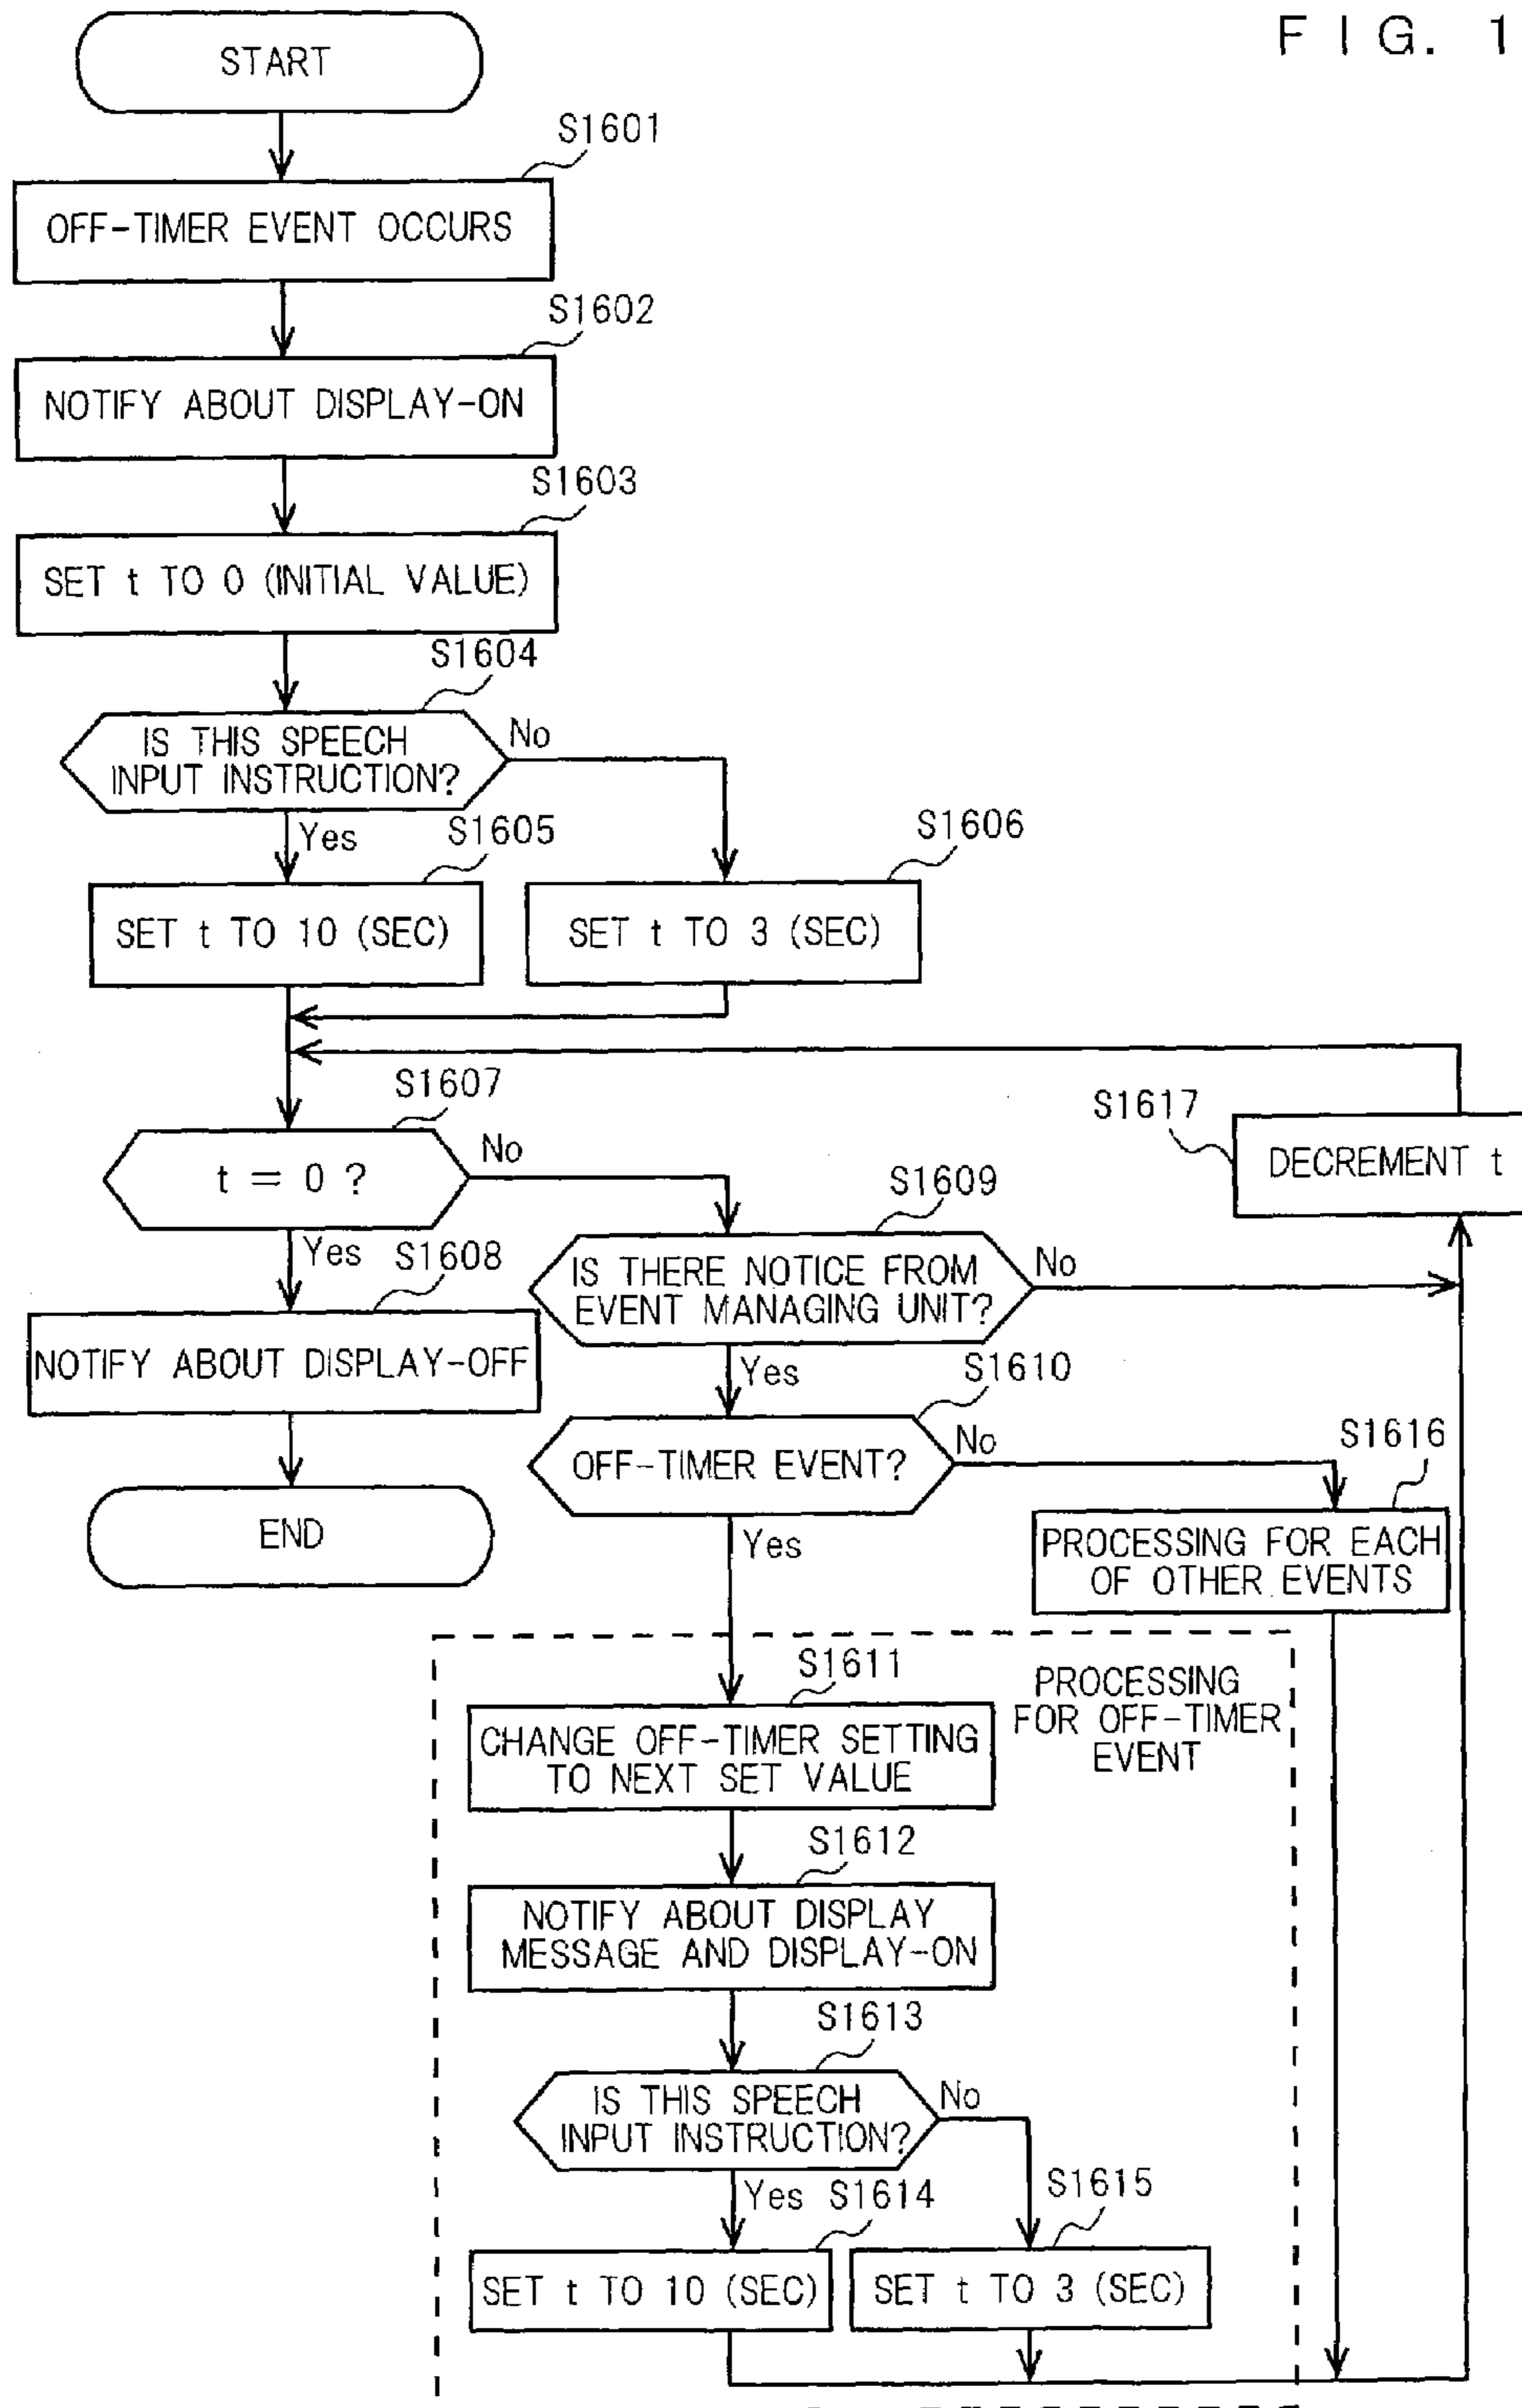 FIG. 1
START
S1601
OFF-TIMER EVENT OCCURS
S1602
NOTIFY ABOUT DISPLAY-ON
S1603
SET t TO 0 (INITIAL VALUE)
S1604
IS THIS SPEECH
INPUT INSTRUCTION?
No
Yes
S1605
S1606
SET t TO 10 (SEC)
SET t TO 3 (SEC)
S1607
S1617
t = 0 ?
No
DECREMENT t
S1609
Yes
S1608
IS THERE NOTICE FROM
EVENT MANAGING UNIT?
No
NOTIFY ABOUT DISPLAY-OFF
Yes
S1610
OFF-TIMER EVENT?
No
S1616
END
Yes
PROCESSING FOR EACH
OF OTHER EVENTS
S1611
PROCESSING
FOR OFF-TIMER
EVENT
CHANGE OFF-TIMER SETTING
TO NEXT SET VALUE
S1612
NOTIFY ABOUT DISPLAY
MESSAGE AND DISPLAY-ON
S1613
IS THIS SPEECH
INPUT INSTRUCTION?
No
Yes
S1614
S1615
SET t TO 10 (SEC)
SET t TO 3 (SEC)